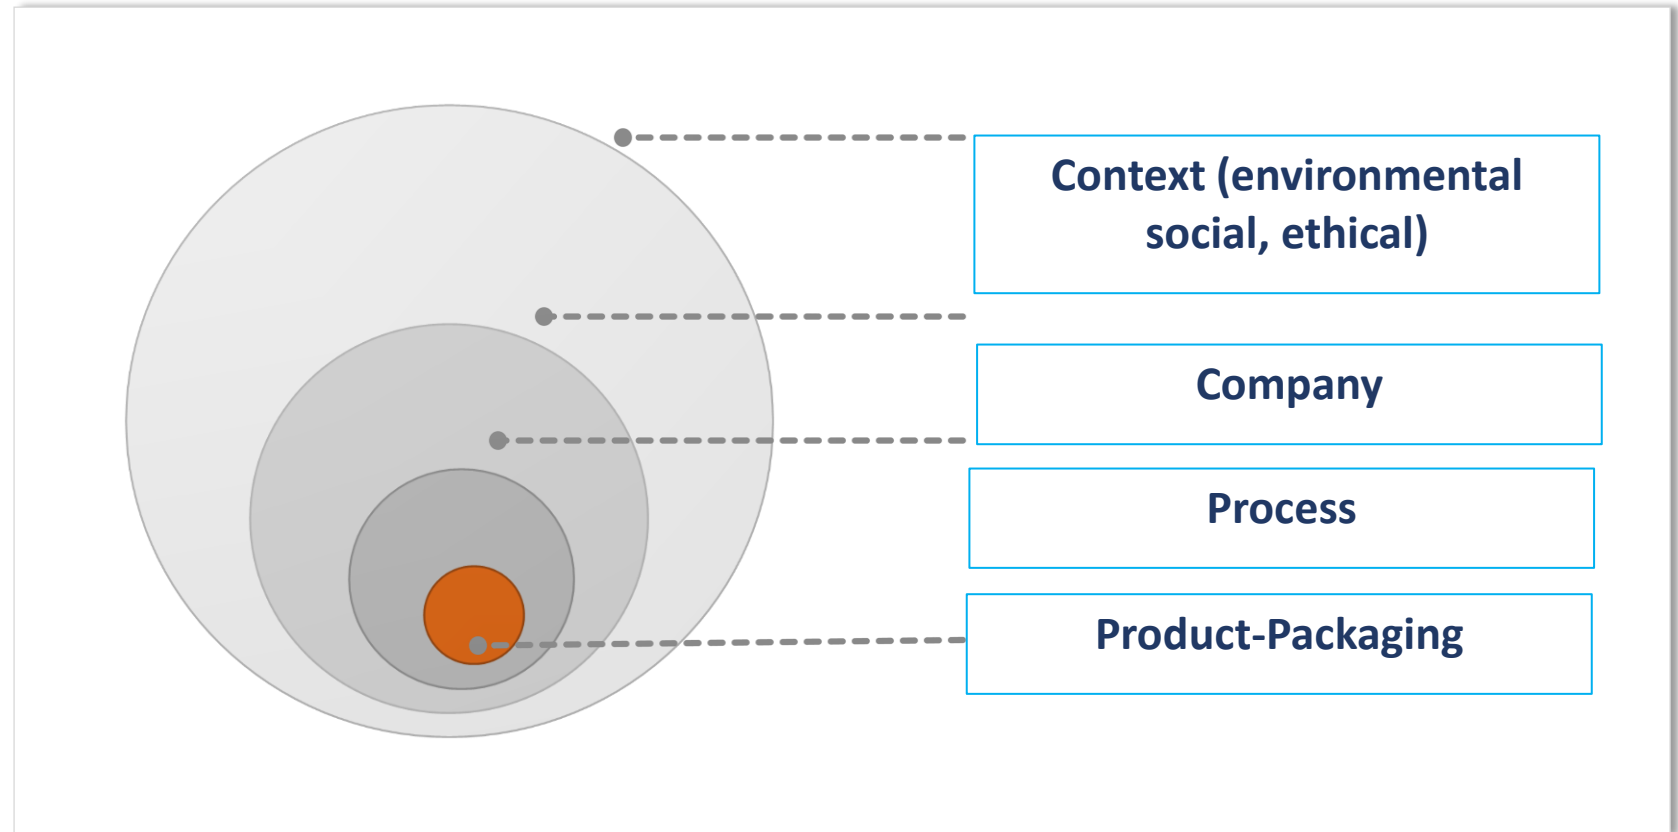 Context (environmental
social, ethical)
Company
Process
Product-Packaging